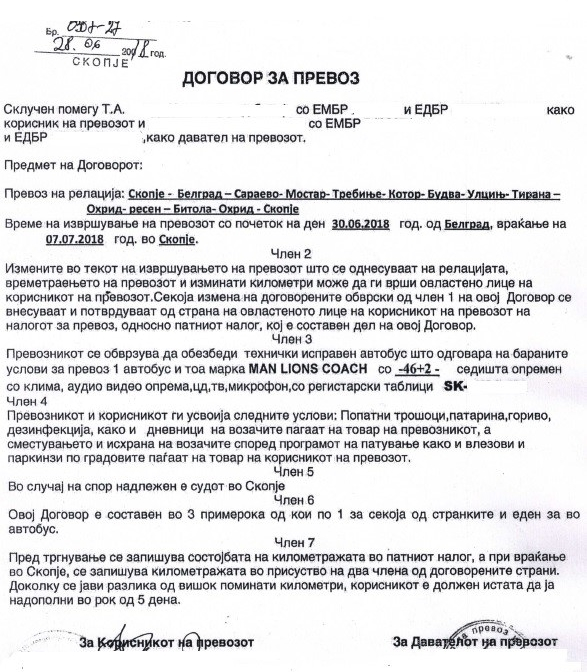 Бр.
28. 06 2018 год.
СКОПЈЕ
ДОГОВОР ЗА ПРЕВОЗ
Склучен помеѓу Т.А. со ЕМБР и ЕДБР како
корисник на превозот и со ЕМБР
и ЕДБР ,како давател на превозот.
Предмет на Договорот:
Превоз на релација: Скопје - Белград – Сараево- Мостар- Требиње- Котор- Будва- Улцињ- Тирана –
Охрид- ресен – Битола- Охрид - Скопје
Време на извршување на превозот со почеток на ден 30.06.2018 год. од Белград, враќање на
07.07.2018 год. во Скопје.
Член 2
Измените во текот на извршувањето на превозот што се однесуваат на релацијата,
времетраењето на превозот и изминати километри може да ги врши овластено лице на
корисникот на превозот.Секоја измена на договорените обврски од член 1 на овој Договор се
внесуваат и потврдуваат од страна на овластеното лице на корисникот на превозот на
налогот за превоз, односно патниот налог, кој е составен дел на овој Договор.
Член 3
Превозникот се обврзува да обезбеди технички исправен автобус што одговара на бараните
услови за превоз 1 автобус и тоа марка MAN LIONS COACH со -46+2 - седишта опремен
со клима, аудио видео опрема,цд,тв,микрофон,со регистарски таблици SK-
Член 4
Превозникот и корисникот ги усвоија следните услови: Попатни трошоци,патарина,гориво,
дезинфекција, како и дневници на возачите паѓаат на товар на превозникот, а
сместувањето и исхрана на возачите според програмот на патување како и влезови и
паркинзи по градовите паѓаат на товар на корисникот на превозот.
Член 5
Во случај на спор надлежен е судот во Скопје
Член 6
Овој Договор е составен во 3 примерока од кои по 1 за секоја од странките и еден за во
автобус.
Член 7
Пред тргнување се запишува состојбата на километражата во патниот налог, а при враќање
во Скопје, се запишува километражата во присуство на два члена од договорените страни.
Доколку се јави разлика од вишок поминати километри, корисникот е должен истата да ја
надополни во рок од 5 дена.
За Корисникот на превозот За Давателот на превозот